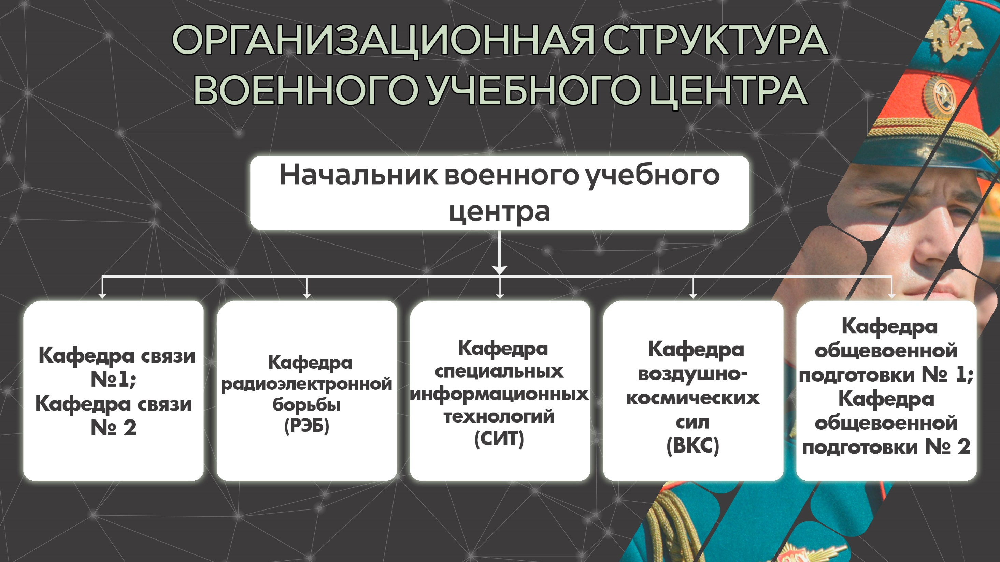 ОРГАНИЗАЦИОННАЯ СТРУКТУРА
ВОЕННОГО УЧЕБНОГО ЦЕНТРА
Начальник военного учебного
центра
Кафедра связи
№1;
Кафедра связи
№ 2
Кафедра
радиоэлектронной
борьбы
(РЭБ)
Кафедра
специальных
информационных
технологий
(СИТ)
Кафедра
воздушно-
космических
сил
(ВКС)
Кафедра
общевоенной
подготовки № 1;
Кафедра
общевоенной
подготовки № 2